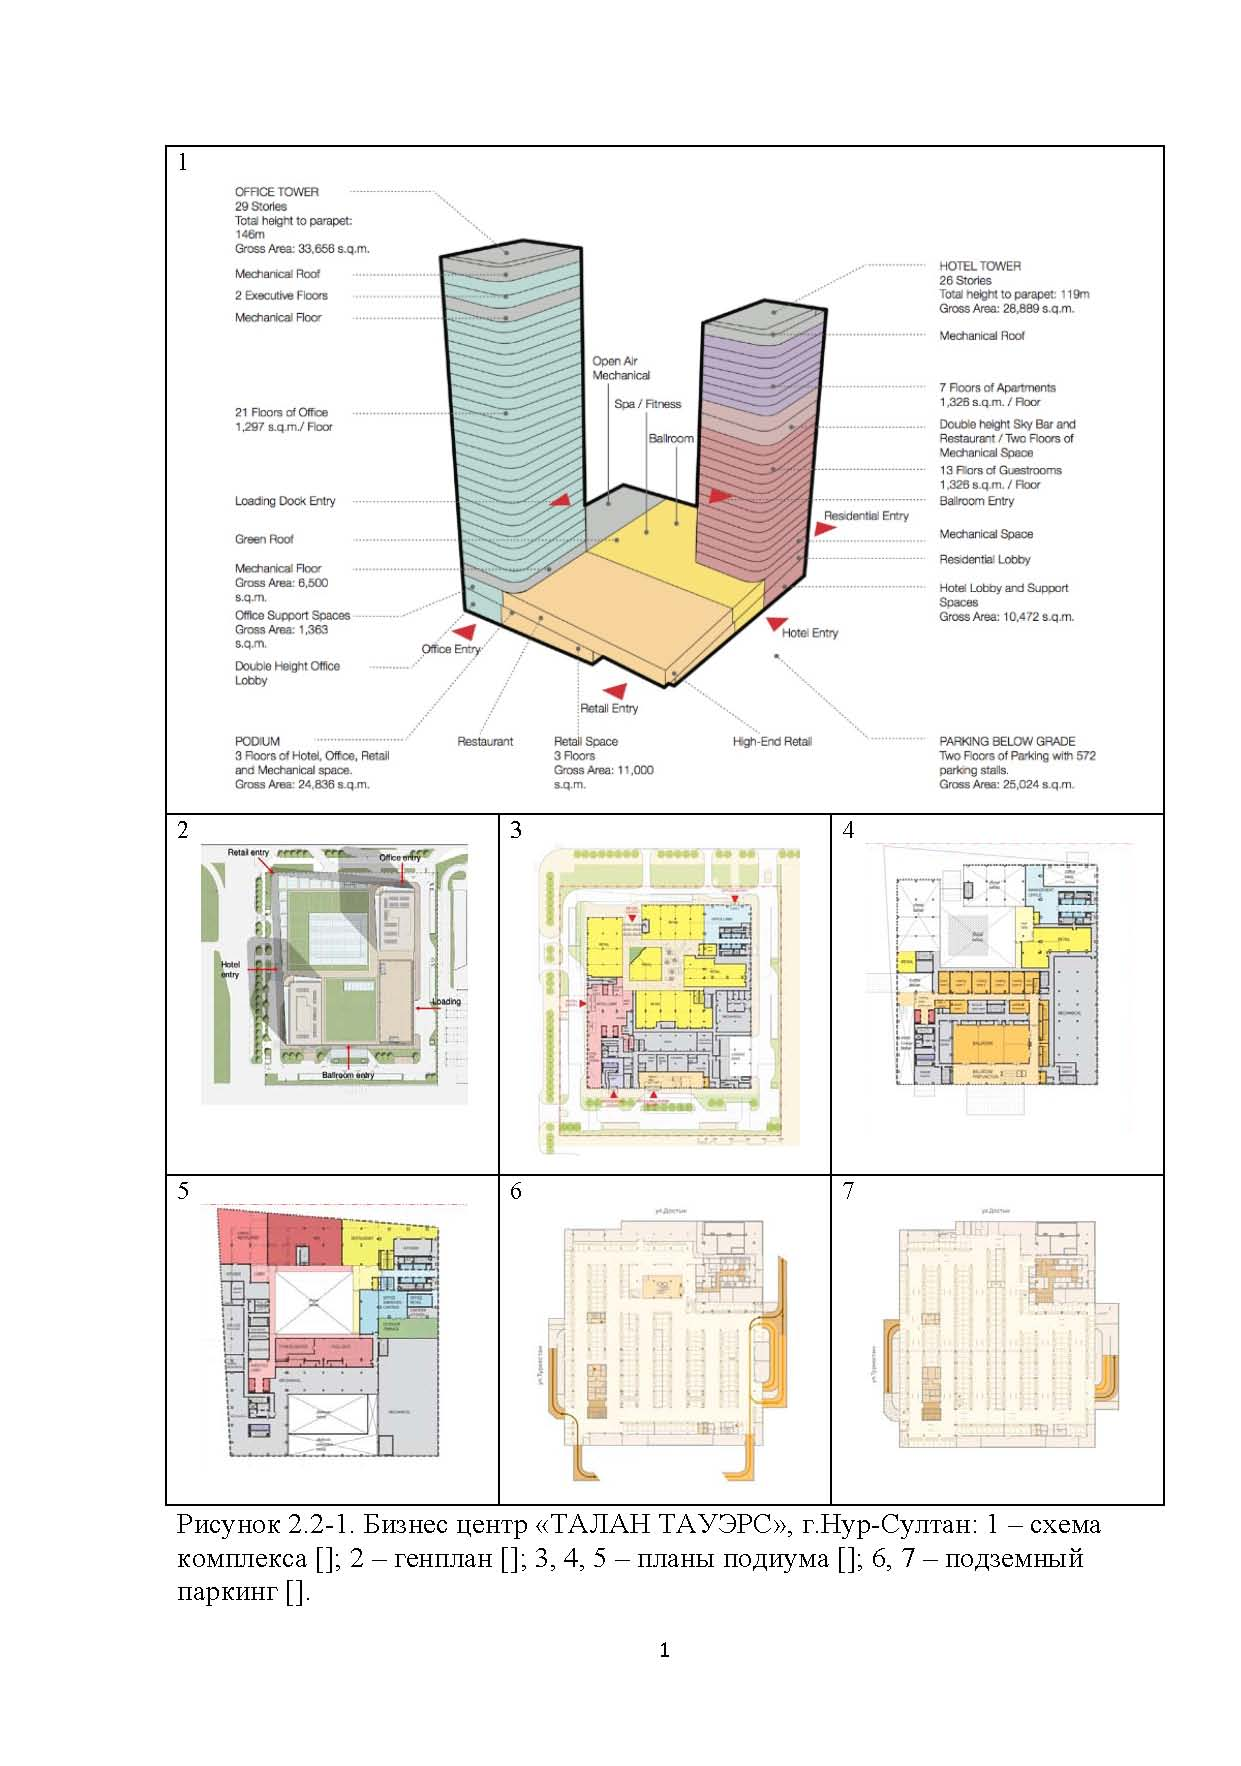 1
OFFICE TOWER
29 Stories
Total height to parapet:
146m
Gross Area: 33,656 s.q.m.
Mechanical Roof
2 Executive Floors
Mechanical Floor
21 Floors of Office
1,297 s.q.m./ Floor
Loading Dock Entry
Green Roof
Mechanical Floor
Gross Area: 6,500
s.q.m.
Office Support Spaces
Gross Area: 1,363
s.q.m.
Double Height Office
Lobby
PODIUM
3 Floors of Hotel, Office, Retail
and Mechanical space.
Gross Area: 24,836 s.q.m.
Open Air
Mechanical
Spa / Fitness
Ballroom
Office Entry
Retail Entry
Hotel Entry
Residential Entry
Restaurant
Retail Space
3 Floors
Gross Area: 11,000
s.q.m.
High-End Retail
HOTEL TOWER
26 Stories
Total height to parapet: 119m
Gross Area: 28,889 s.q.m.
Mechanical Roof
7 Floors of Apartments
1,326 s.q.m. / Floor
Double height Sky Bar and
Restaurant / Two Floors of
Mechanical Space
13 Fliors of Guestrooms
1,326 s.q.m. / Floor
Ballroom Entry
Mechanical Space
Residential Lobby
Hotel Lobby and Support
Spaces
Gross Area: 10,472 s.q.m.
PARKING BELOW GRADE
Two Floors of Parking with 572
parking stalls.
Gross Area: 25,024 s.q.m.
2
Retail entry
Office entry
Hotel
entry
Loading
Ballroom entry
3
4
BALLROOM
5
6
ул.Достык
ул.Туркестан
7
ул.Достык
ул.Туркестан
Рисунок 2.2-1. Бизнес центр «ТАЛАН ТАУЭРС», г.Нур-Султан: 1 – схема
комплекса []; 2 – генплан []; 3, 4, 5 – планы подиума []; 6, 7 – подземный
паркинг [].
1